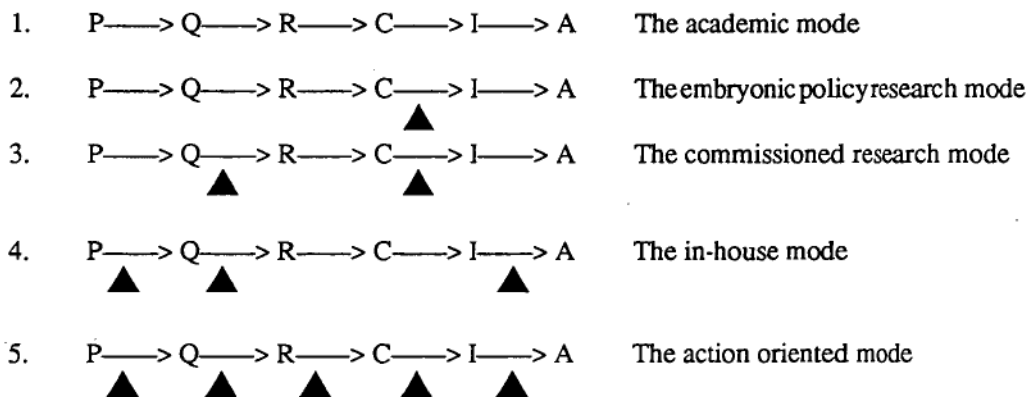 1. P——> Q——> R——> C——> I——> A The academic mode
2. P——> Q——> R——> C——> I——> A The embryonic policy research mode
3. P——> Q——> R——> C——> I——> A The commissioned research mode
4. P——> Q——> R——> C——> I——> A The in-house mode
5. P——> Q——> R——> C——> I——> A The action oriented mode